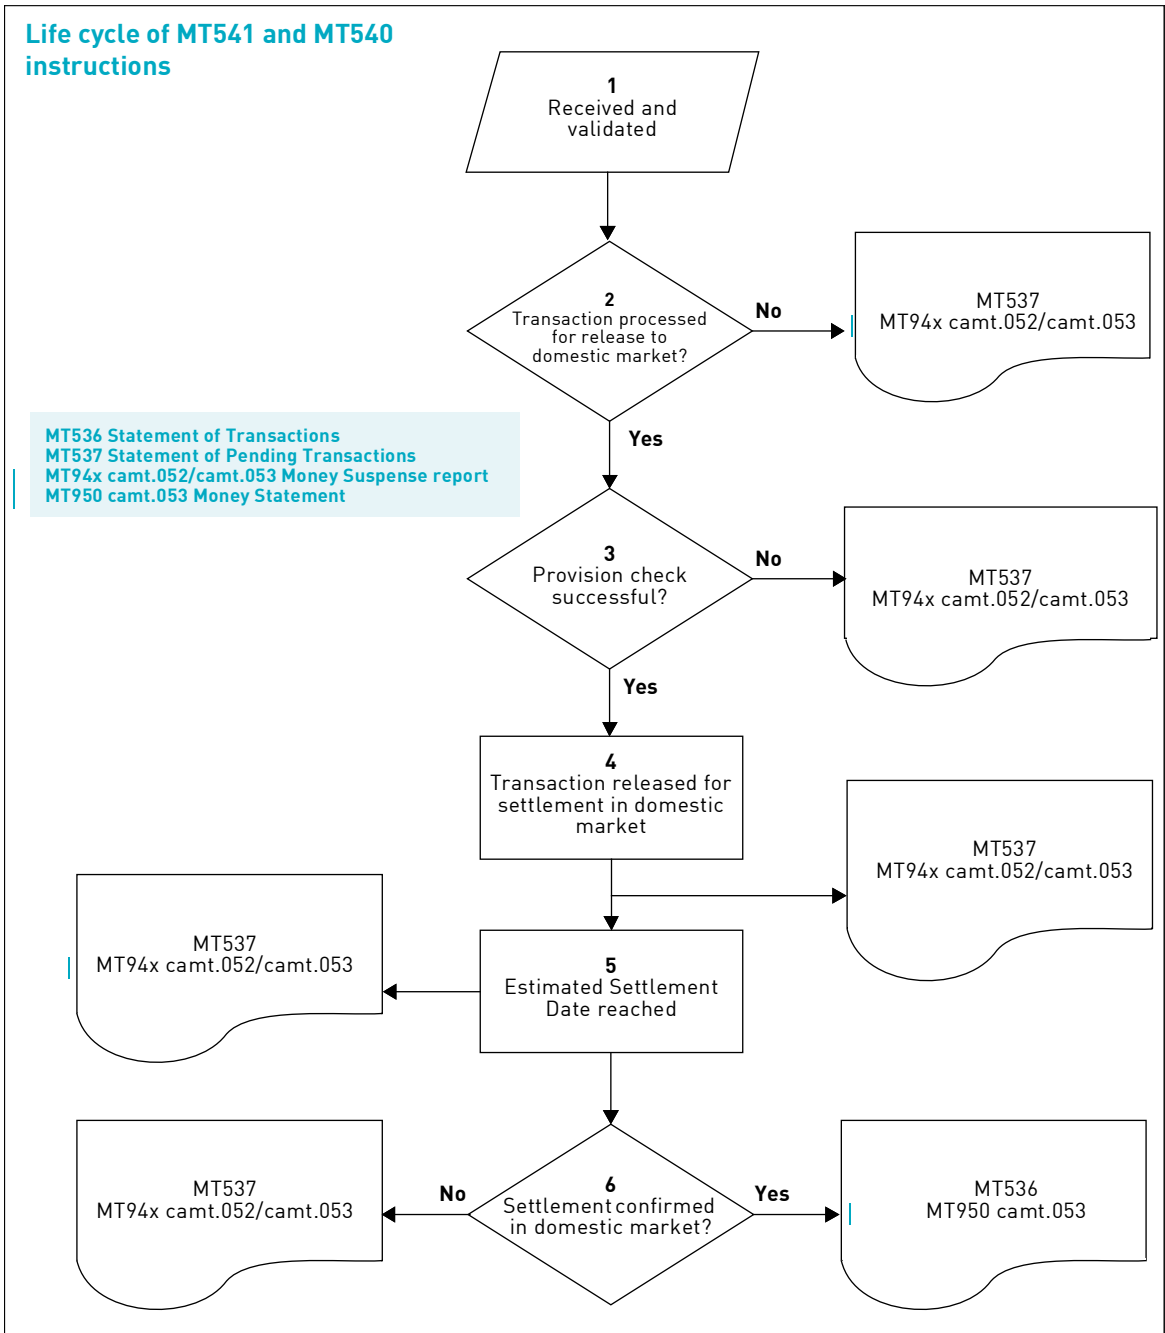 Life cycle of MT541 and MT540
instructions
1
Received and
validated
2
Transaction processed
for release to
domestic market?
No
MT537
MT94x camt.052/camt.053
Yes
MT536 Statement of Transactions
MT537 Statement of Pending Transactions
MT94x camt.052/camt.053 Money Suspense report
MT950 camt.053 Money Statement
3
Provision check
successful?
No
MT537
MT94x camt.052/camt.053
Yes
4
Transaction released for
settlement in domestic
market
MT537
MT94x camt.052/camt.053
5
Estimated Settlement
Date reached
MT537
MT94x camt.052/camt.053
6
Settlement confirmed
in domestic market?
No
MT537
MT94x camt.052/camt.053
Yes
MT536
MT950 camt.053